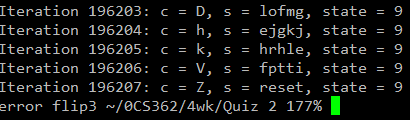 Iteration 196203: c = D, s = lofmg, state = 9
Iteration 196204: c = h, s = ejgkj, state = 9
Iteration 196205: c = k, s = hrhle, state = 9
Iteration 196206: c = V, s = fptti, state = 9
Iteration 196207: c = Z, s = reset, state = 9
error flip3 ~/0CS362/4wk/Quiz 2 177%